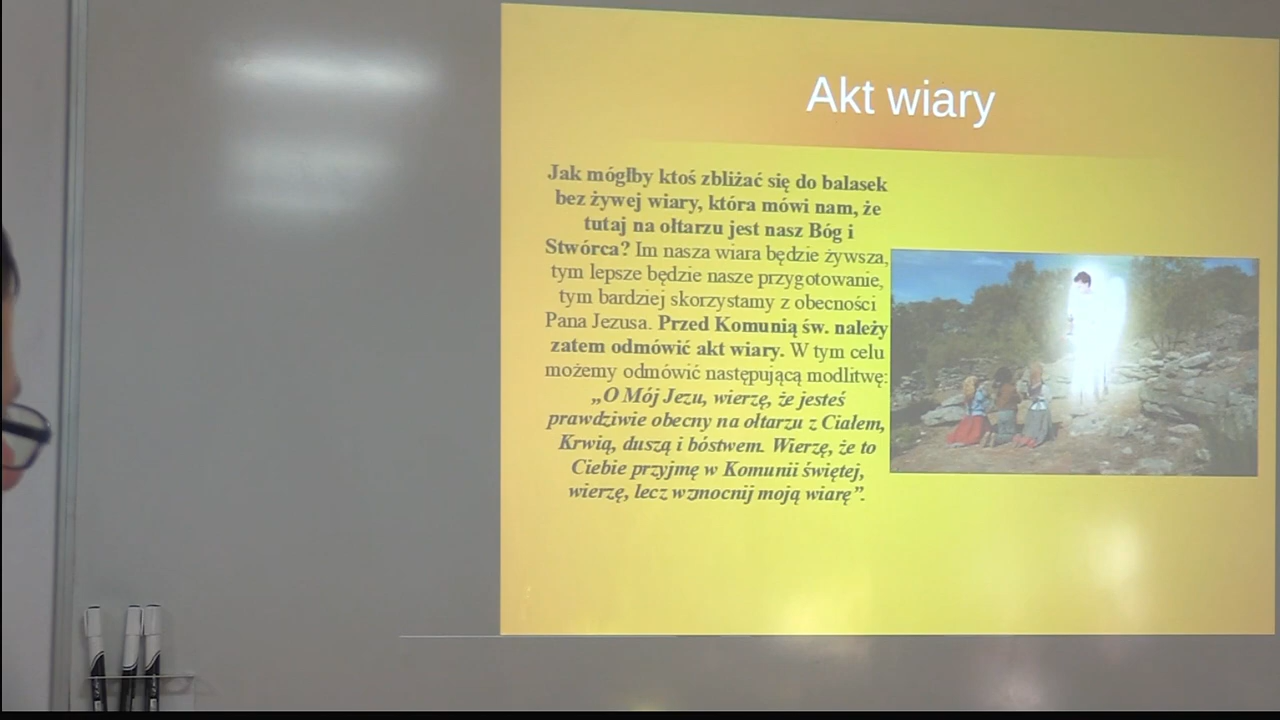 Akt wiary
Jak mógłby ktoś zbliżać się do balasek
bez żywej wiary, która mówi nam, że
tutaj na ołtarzu jest nasz Bóg i
Stwórca? Im nasza wiara będzie żywsza,
tym lepsze będzie nasze przygotowanie,
tym bardziej skorzystamy z obecności
Pana Jezusa. Przed Komunią św. należy
zatem odmówić akt wiary. W tym celu
możemy odmówić następującą modlitwę:
„O Mój Jezu, wierzę, że jesteś
prawdziwie obecny na ołtarzu z Ciałem,
Krwią, duszą i bóstwem. Wierzę, że to
Ciebie przyjmę w Komunii świętej,
wierzę, lecz wzmocnij moją wiarę”.